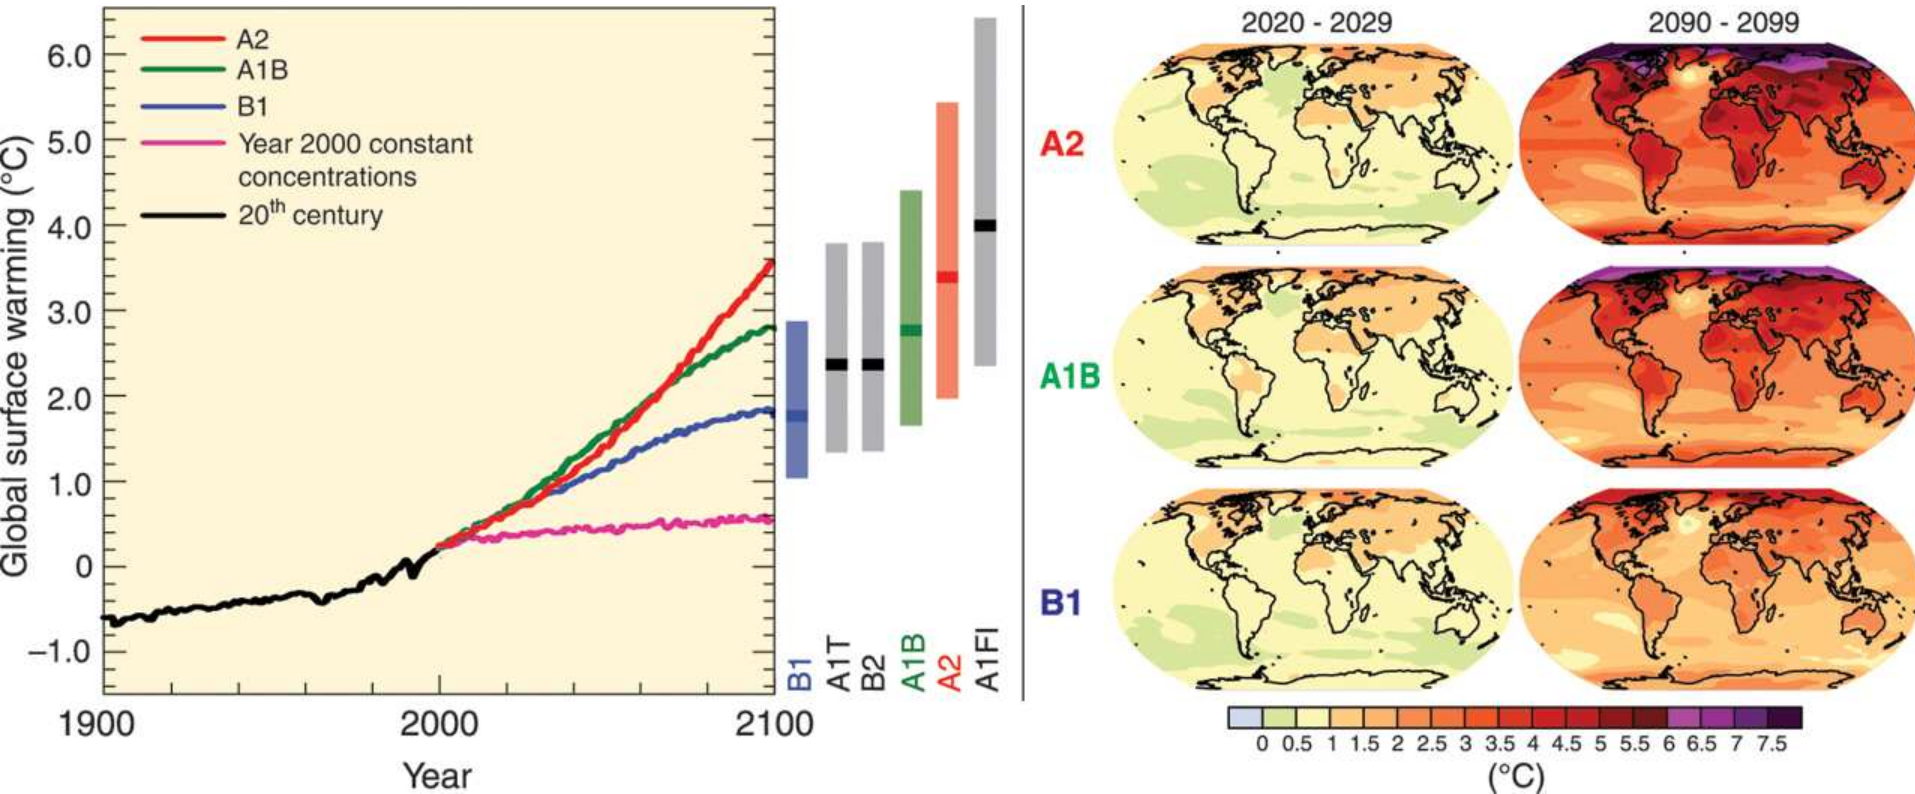 A2
A1B
B1
Year 2000 constant
concentrations
20th century
6.0
5.0
4.0
3.0
2.0
1.0
0
−1.0
Global surface warming (°C)
1900
2000
2100
Year
B1
A1T
B2
A1B
A2
A1FI
2020 - 2029
2090 - 2099
A2
A1B
B1
0 0.5 1 1.5 2 2.5 3 3.5 4 4.5 5 5.5 6 6.5 7 7.5
(°C)